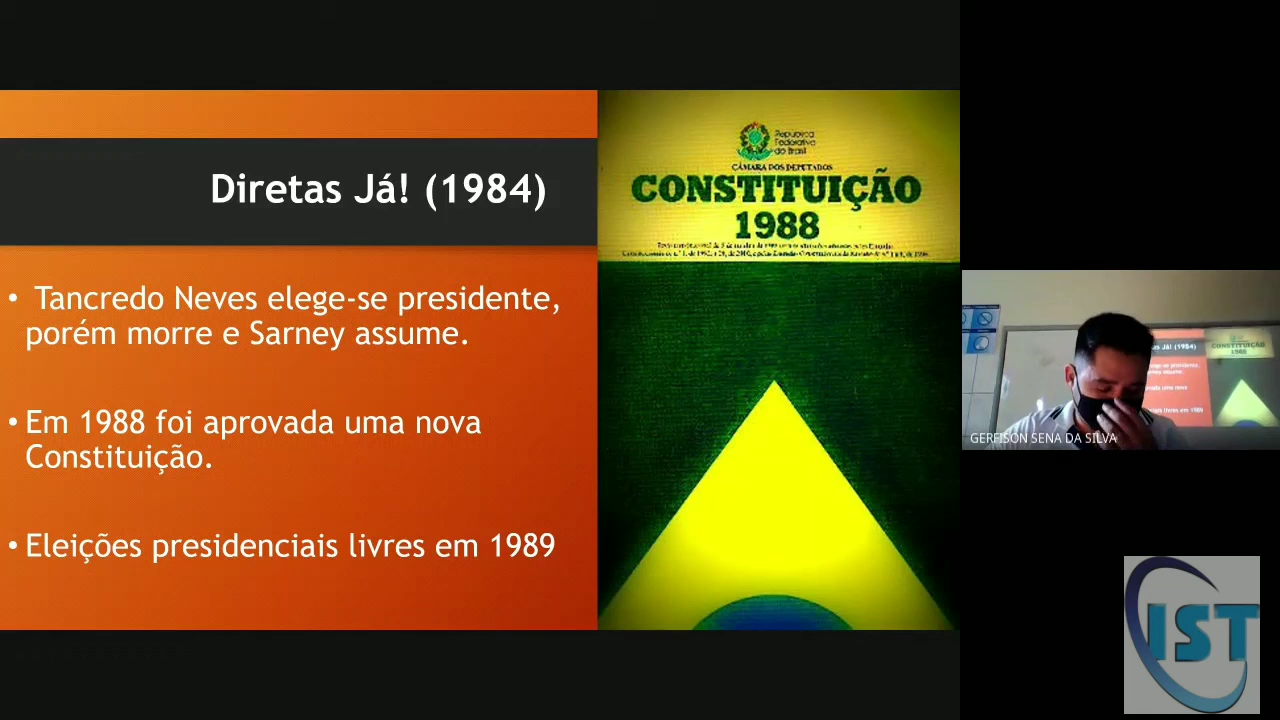 Diretas Já! (1984)
• Tancredo Neves elege-se presidente,
porém morre e Sarney assume.
• Em 1988 foi aprovada uma nova
Constituição.
• Eleições presidenciais livres em 1989
República
Federativa
do Brasil
CÂMARA DOS DEPUTADOS
CONSTITUIÇÃO
1988
GERFISON SENA DA SILVA
IST